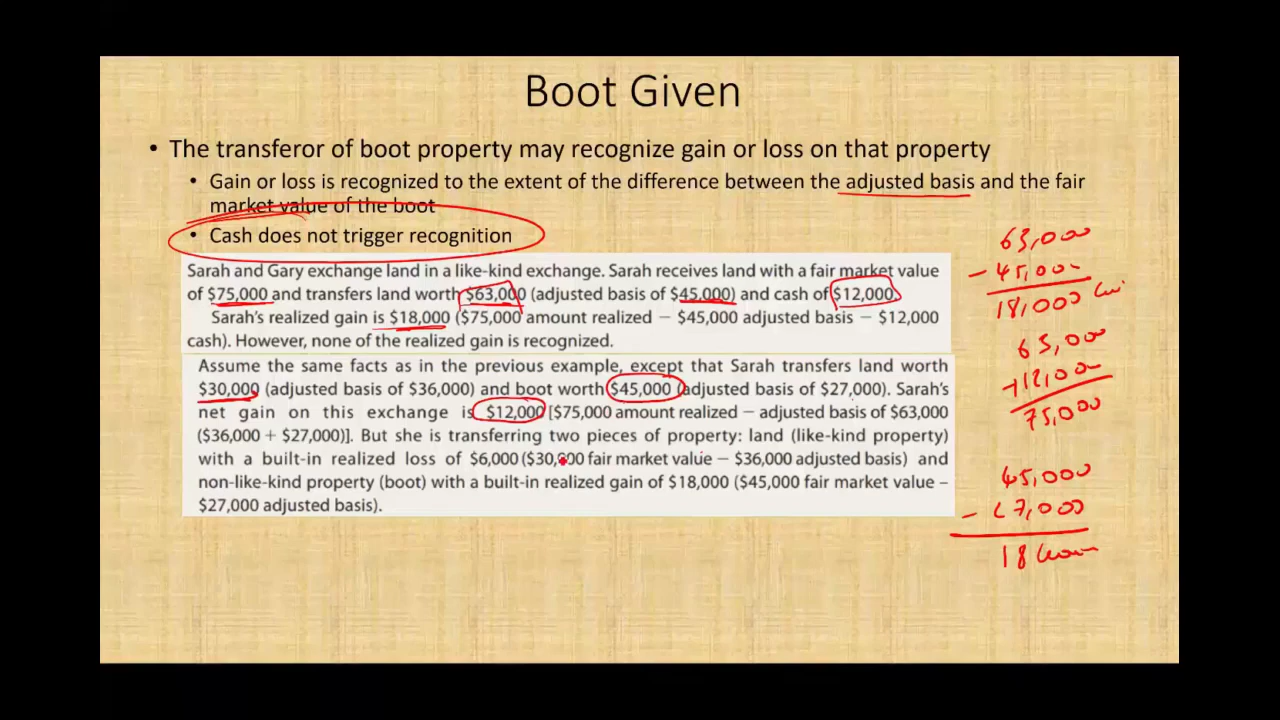 Boot Given
• The transferor of boot property may recognize gain or loss on that property
• Gain or loss is recognized to the extent of the difference between the adjusted basis and the fair
market value of the boot
• Cash does not trigger recognition
Sarah and Gary exchange land in a like-kind exchange. Sarah receives land with a fair market value
of $75,000 and transfers land worth $63,000 (adjusted basis of $45,000) and cash of $12,000.
Sarah's realized gain is $18,000 ($75,000 amount realized − $45,000 adjusted basis − $12,000
cash). However, none of the realized gain is recognized.
Assume the same facts as in the previous example, except that Sarah transfers land worth
$30,000 (adjusted basis of $36,000) and boot worth $45,000 (adjusted basis of $27,000). Sarah's
net gain on this exchange is $12,000 [$75,000 amount realized − adjusted basis of $63,000
($36,000 + $27,000)]. But she is transferring two pieces of property: land (like-kind property)
with a built-in realized loss of $6,000 ($30,000 fair market value − $36,000 adjusted basis) and
non-like-kind property (boot) with a built-in realized gain of $18,000 ($45,000 fair market value –
$27,000 adjusted basis).
63,000
- 45,000
18,000
63,000
+12,000
75,000
45,000
- 27,000
18